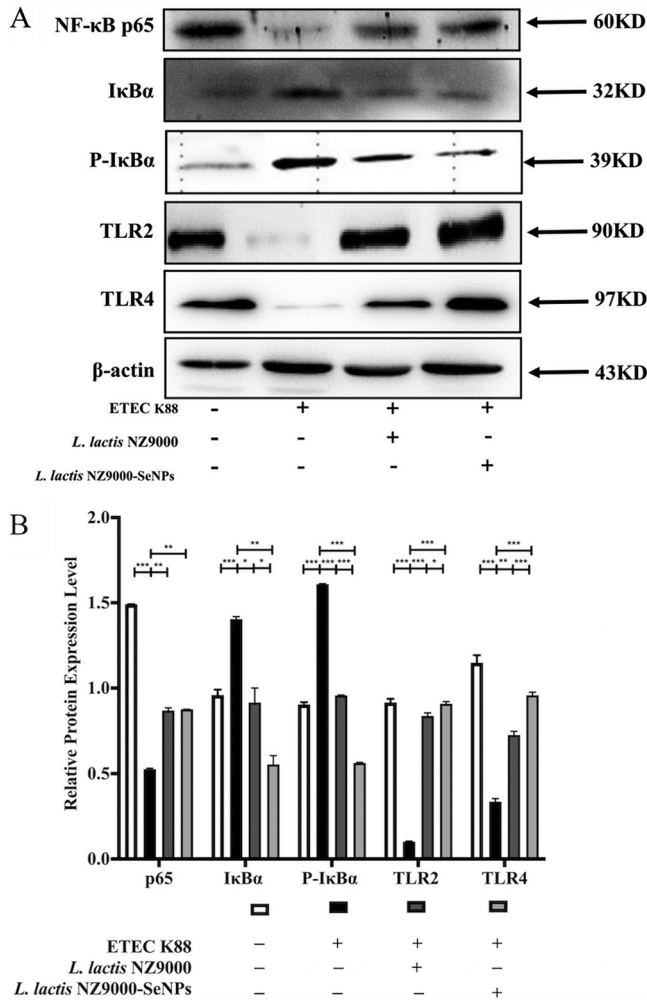 A
NF-κB p65 60KD
IκBα 32KD
P-IκBα 39KD
TLR2 90KD
TLR4 97KD
β-actin 43KD
ETEC K88 - + + +
L. lactis NZ9000 - - + -
L. lactis NZ9000-SeNPs - - - +
B
Relative Protein Expression Level
2.0
1.5
1.0
0.5
0.0
** ** *** *** ***
*** ** *** * * *** *** *** *** *** * *** ** ***
p65 IκBα P-IκBα TLR2 TLR4
ETEC K88 – + + +
L. lactis NZ9000 – – + –
L. lactis NZ9000-SeNPs – – – +